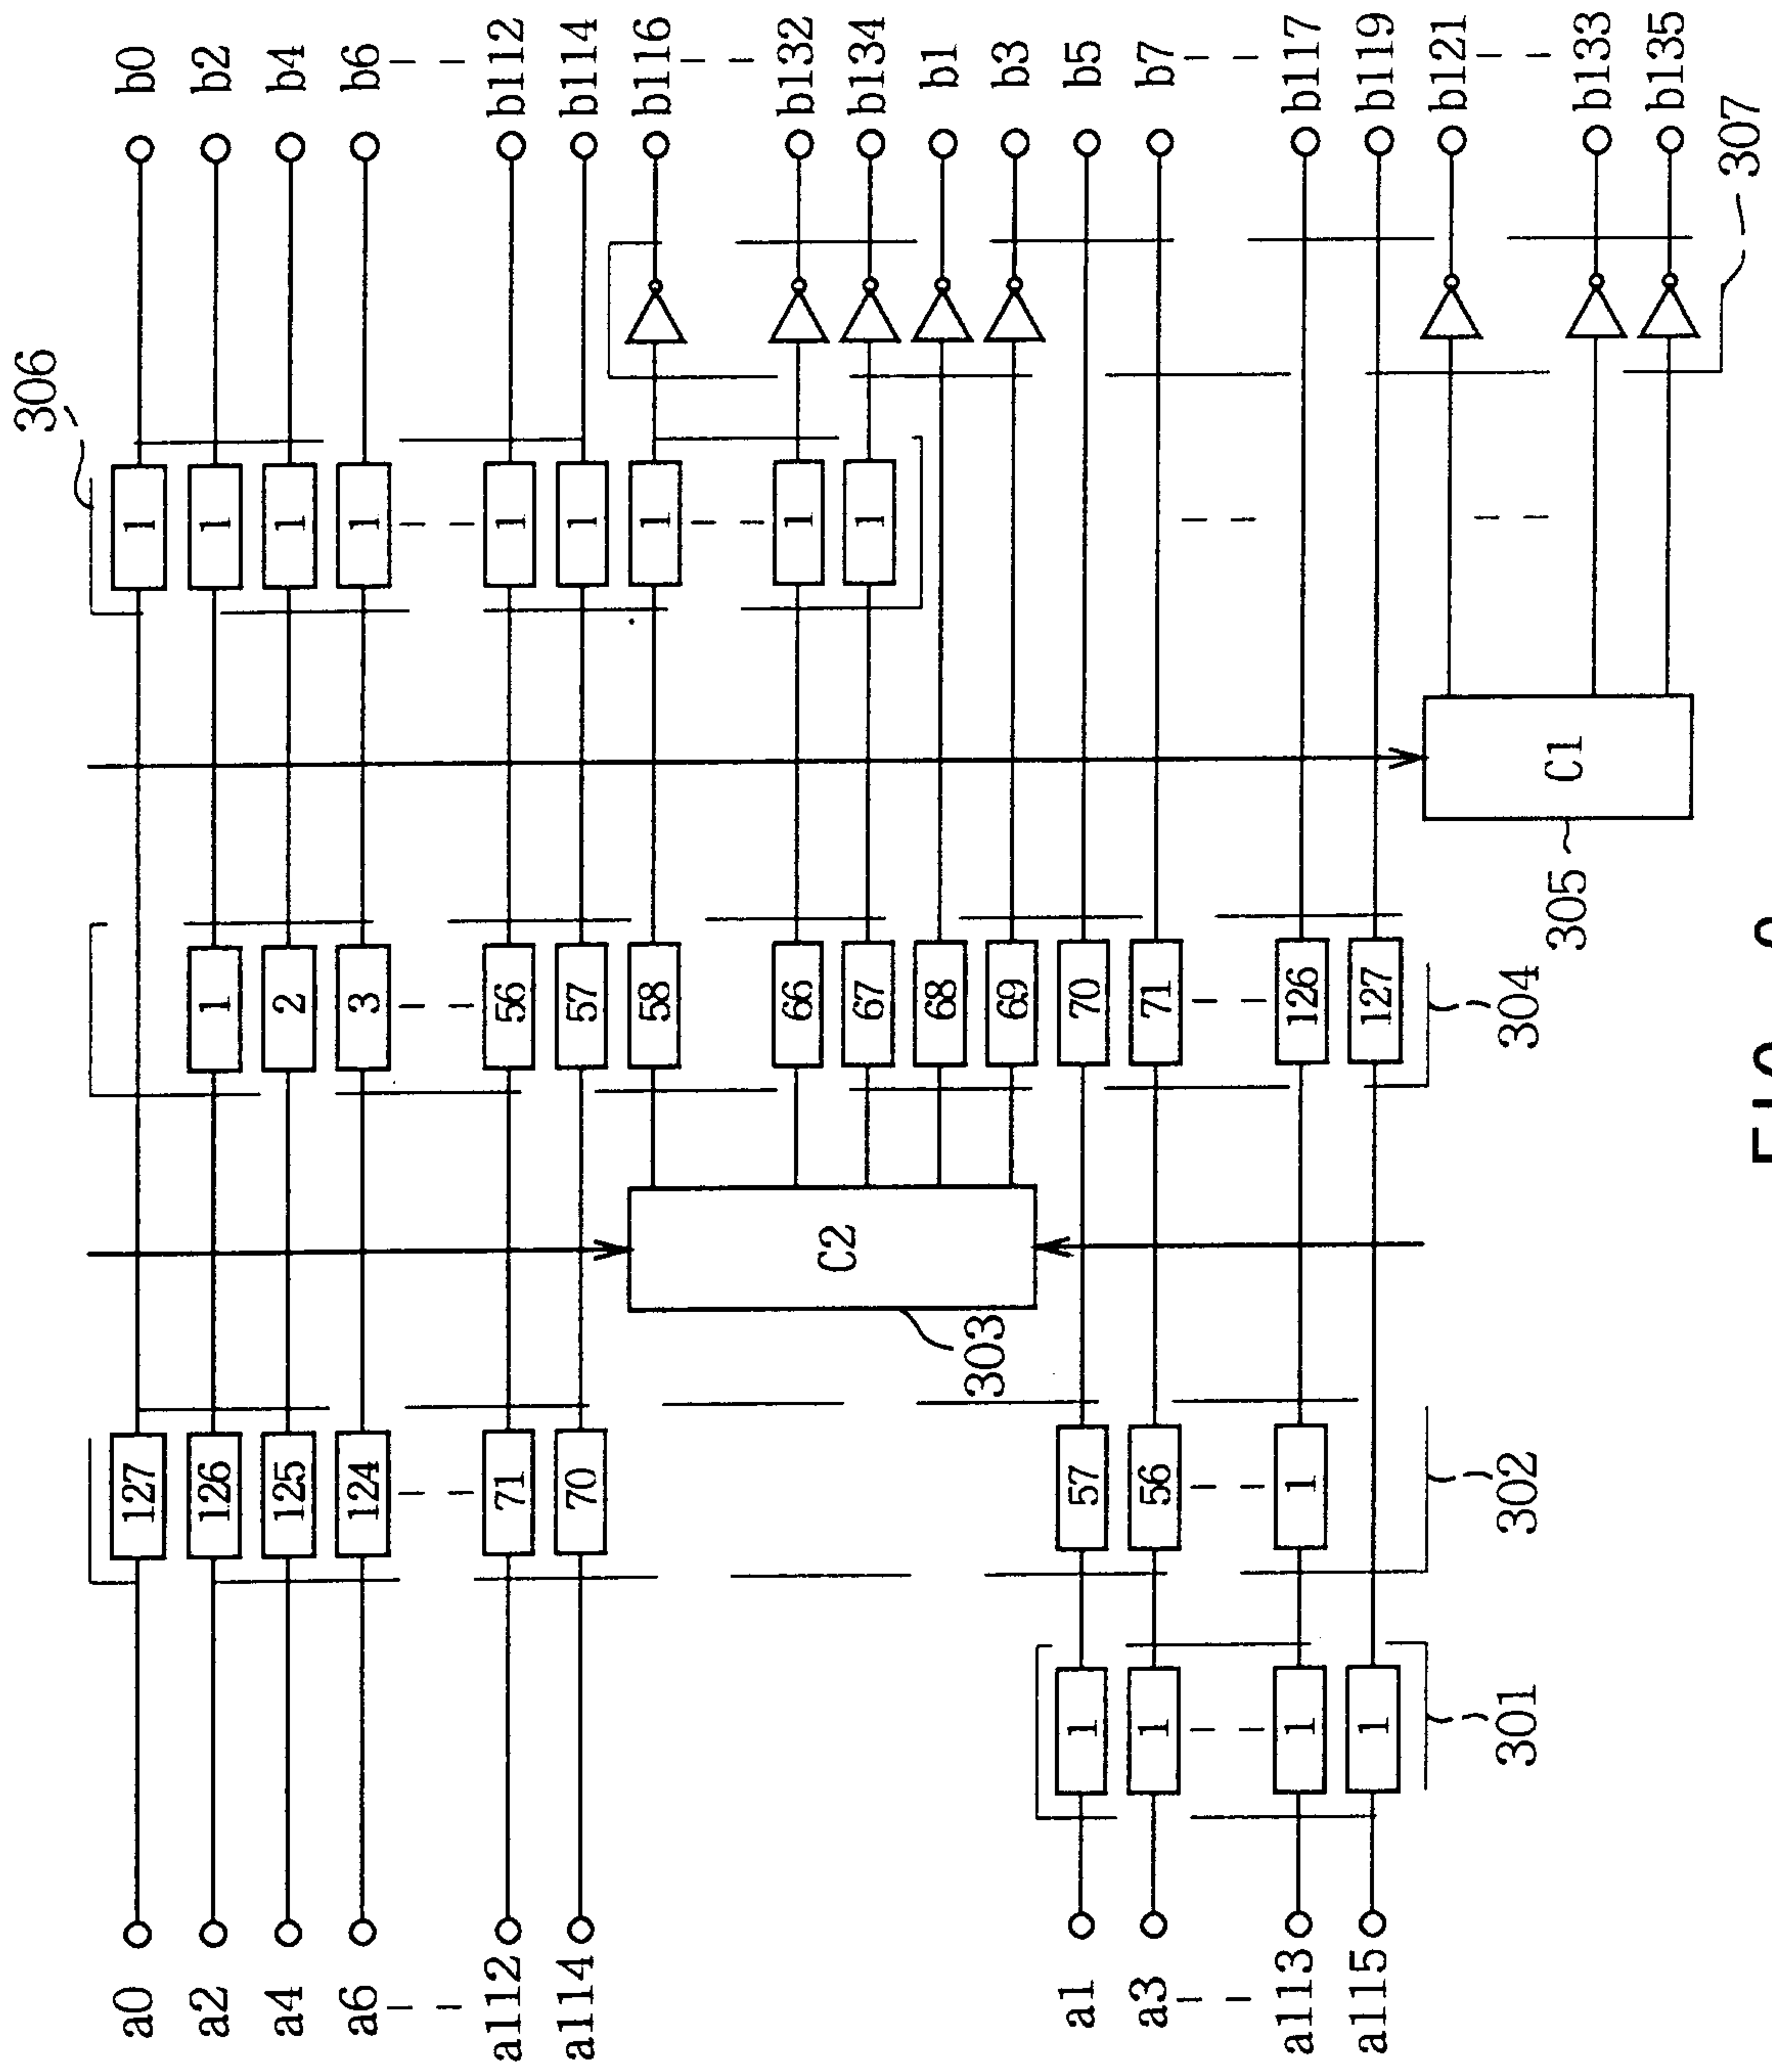 306
a0 127 1 b0
a2 126 1 1 b2
a4 125 2 1 b4
a6 124 3 1 b6
a112 71 56 1 b112
a114 70 57 1 b114
58 1 b116
C2
66 1 b132
67 1 b134
68 b1
303
69 b3
a1 1 57 70 b5
a3 1 56 71 b7
a113 1 1 126 b117
a115 1 127 b119
b121
301 302 304 305 C1
b133
b135
307